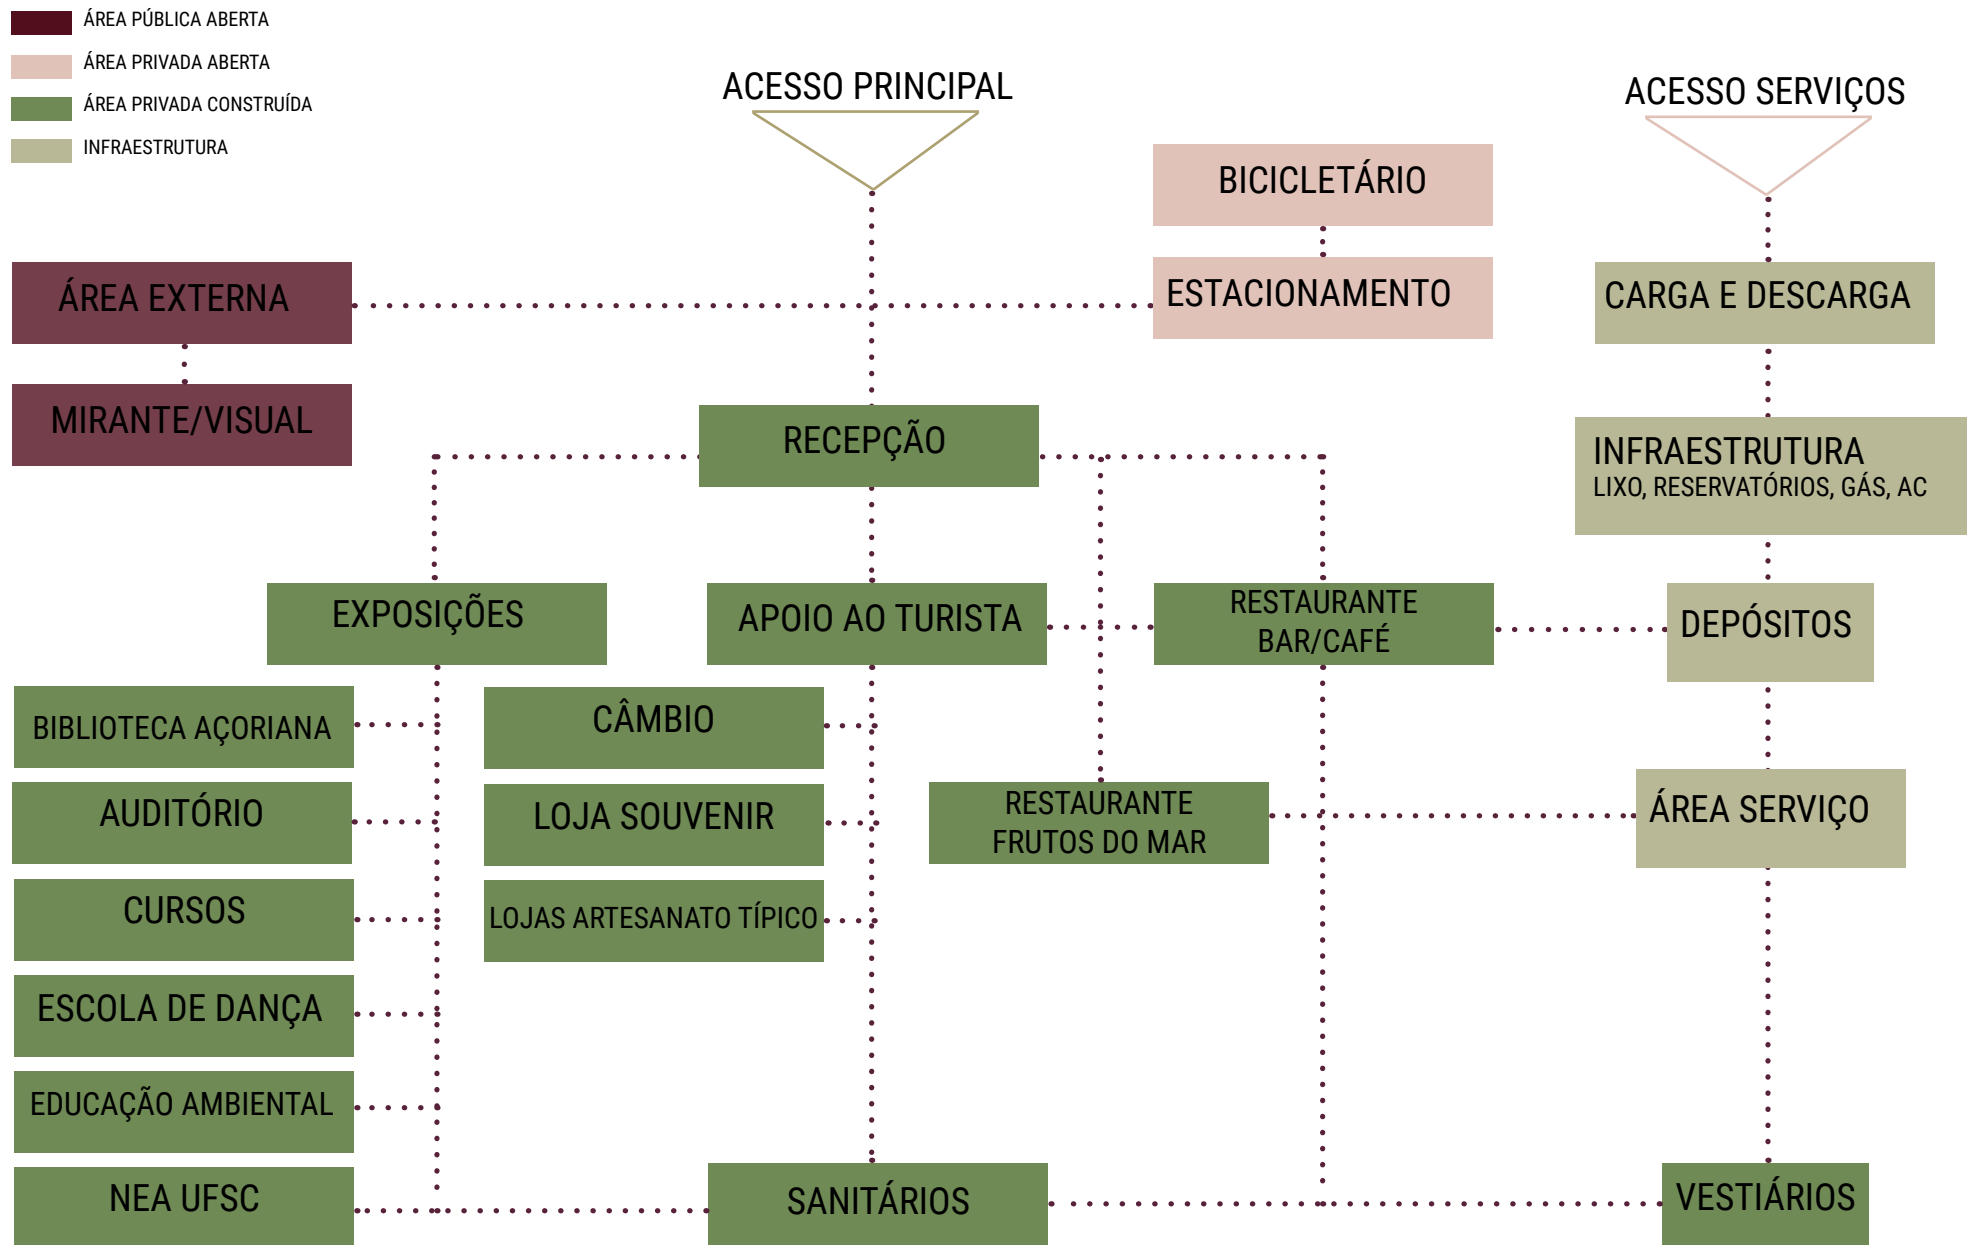 ÁREA PÚBLICA ABERTA
ÁREA PRIVADA ABERTA
ÁREA PRIVADA CONSTRUÍDA
INFRAESTRUTURA
ACESSO PRINCIPAL
ACESSO SERVIÇOS
BICICLETÁRIO
ÁREA EXTERNA
ESTACIONAMENTO
CARGA E DESCARGA
MIRANTE/VISUAL
RECEPÇÃO
INFRAESTRUTURA
LIXO, RESERVATÓRIOS, GÁS, AC
EXPOSIÇÕES
APOIO AO TURISTA
RESTAURANTE
BAR/CAFÉ
DEPÓSITOS
BIBLIOTECA AÇORIANA
CÂMBIO
AUDITÓRIO
LOJA SOUVENIR
RESTAURANTE
FRUTOS DO MAR
ÁREA SERVIÇO
CURSOS
LOJAS ARTESANATO TÍPICO
ESCOLA DE DANÇA
EDUCAÇÃO AMBIENTAL
NEA UFSC
SANITÁRIOS
VESTIÁRIOS